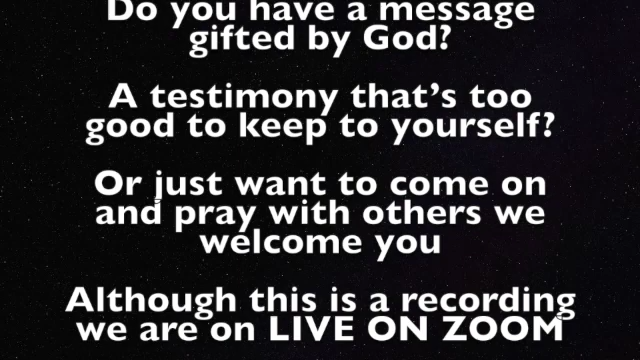 Do you have a message
gifted by God?
A testimony that's too
good to keep to yourself?
Or just want to come on
and pray with others we
welcome you
Although this is a recording
we are on LIVE ON ZOOM